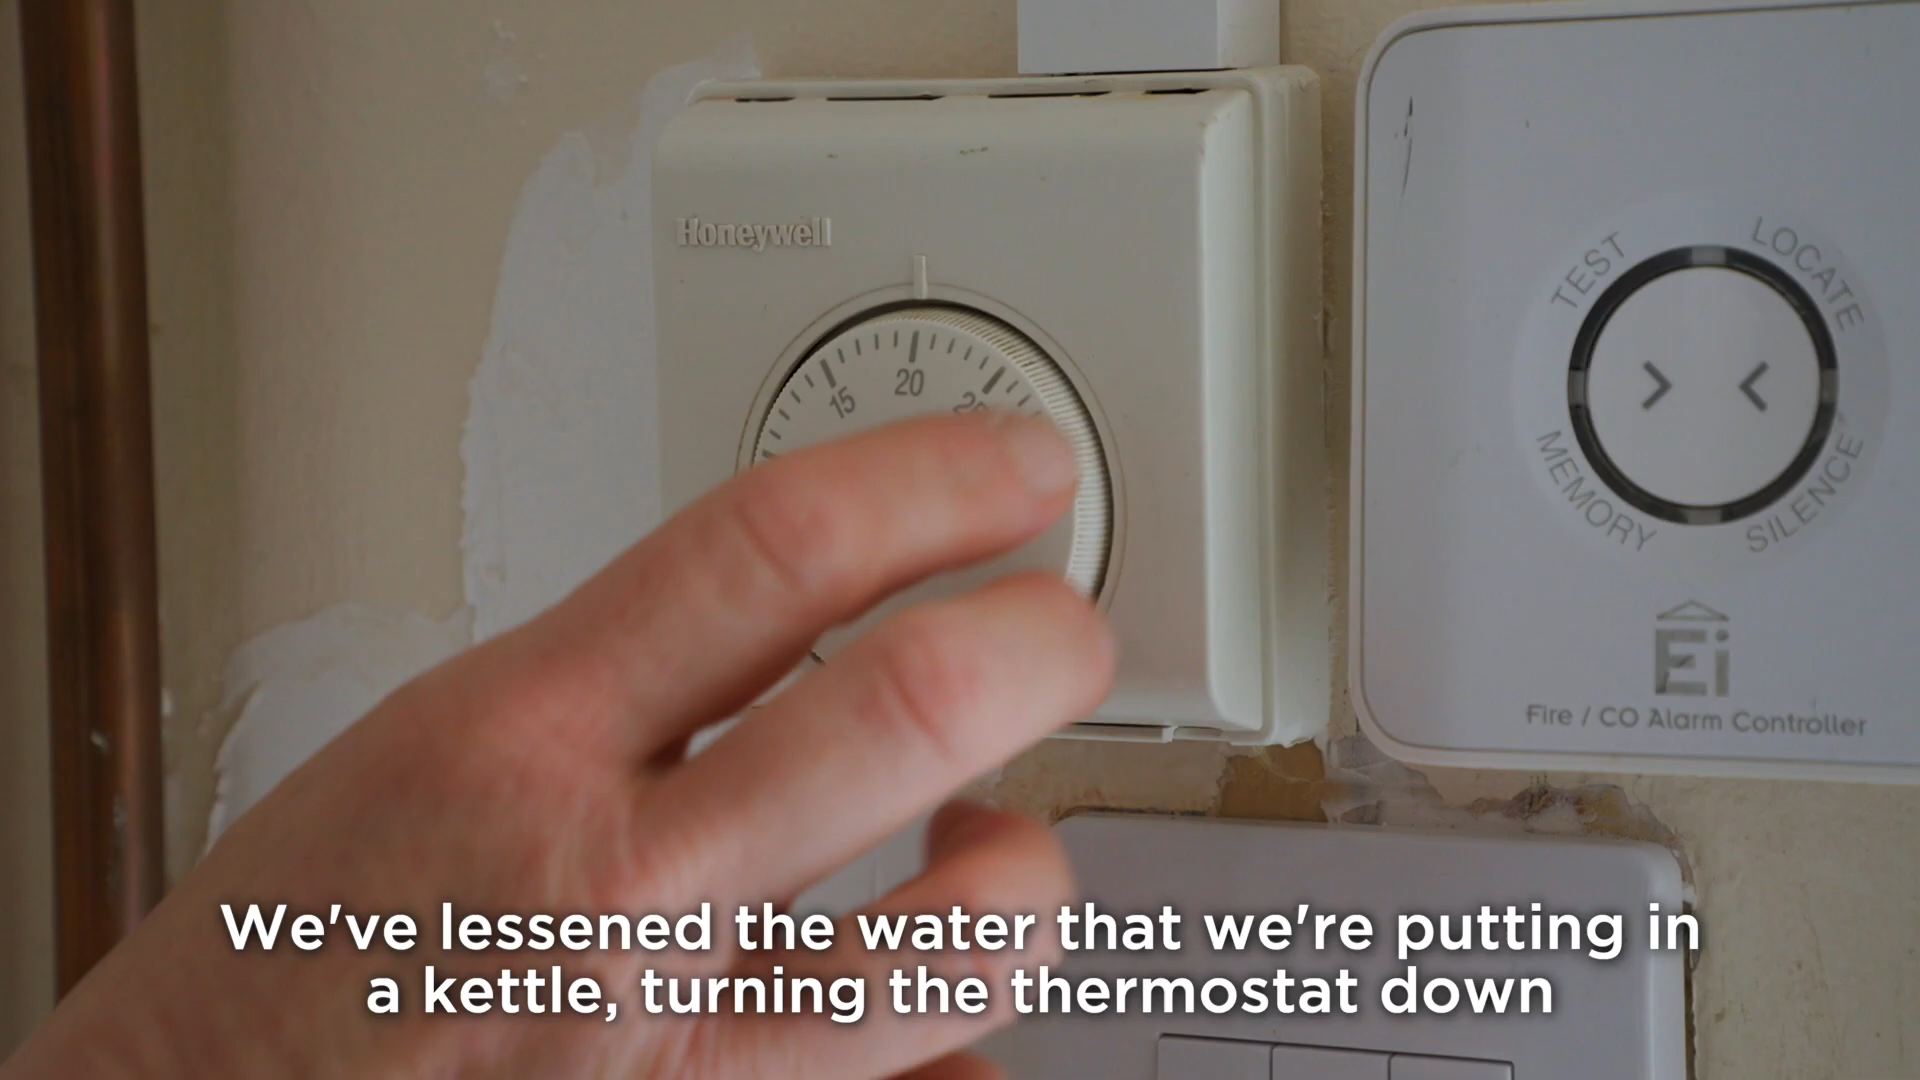 Honeywell
15
20
25
TEST
LOCATE
MEMORY
SILENCE
Ei
Fire / CO Alarm Controller
We've lessened the water that we're putting in
a kettle, turning the thermostat down